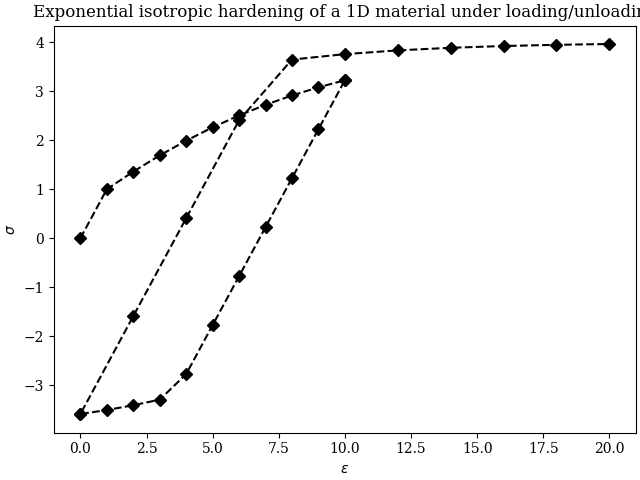 Exponential isotropic hardening of a 1D material under loading/unloadin
4
3
2
1
0
−1
−2
−3
σ
0.0 2.5 5.0 7.5 10.0 12.5 15.0 17.5 20.0
ε